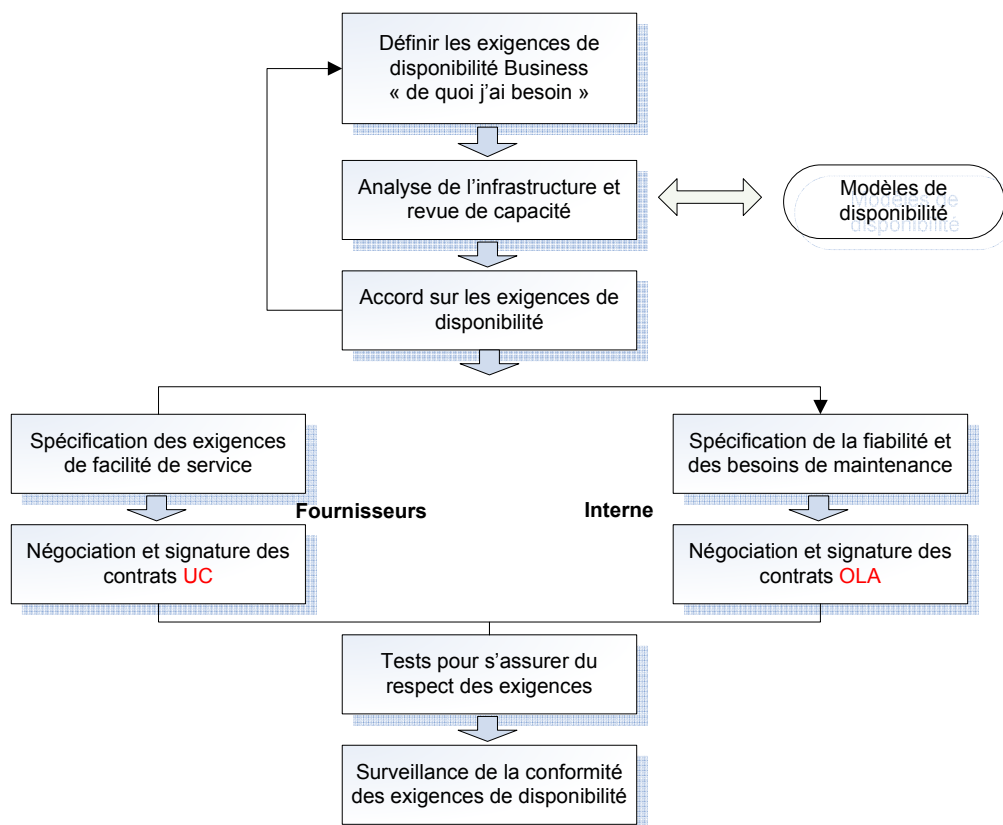 Définir les exigences de
disponibilité Business
« de quoi j'ai besoin »
Analyse de l'infrastructure et
revue de capacité
Modèles de
disponibilité
Modèles de
disponibilité
Accord sur les exigences de
disponibilité
Spécification des exigences
de facilité de service
Spécification de la fiabilité et
des besoins de maintenance
Fournisseurs
Interne
Négociation et signature des
contrats UC
Négociation et signature des
contrats OLA
Tests pour s'assurer du
respect des exigences
Surveillance de la conformité
des exigences de disponibilité